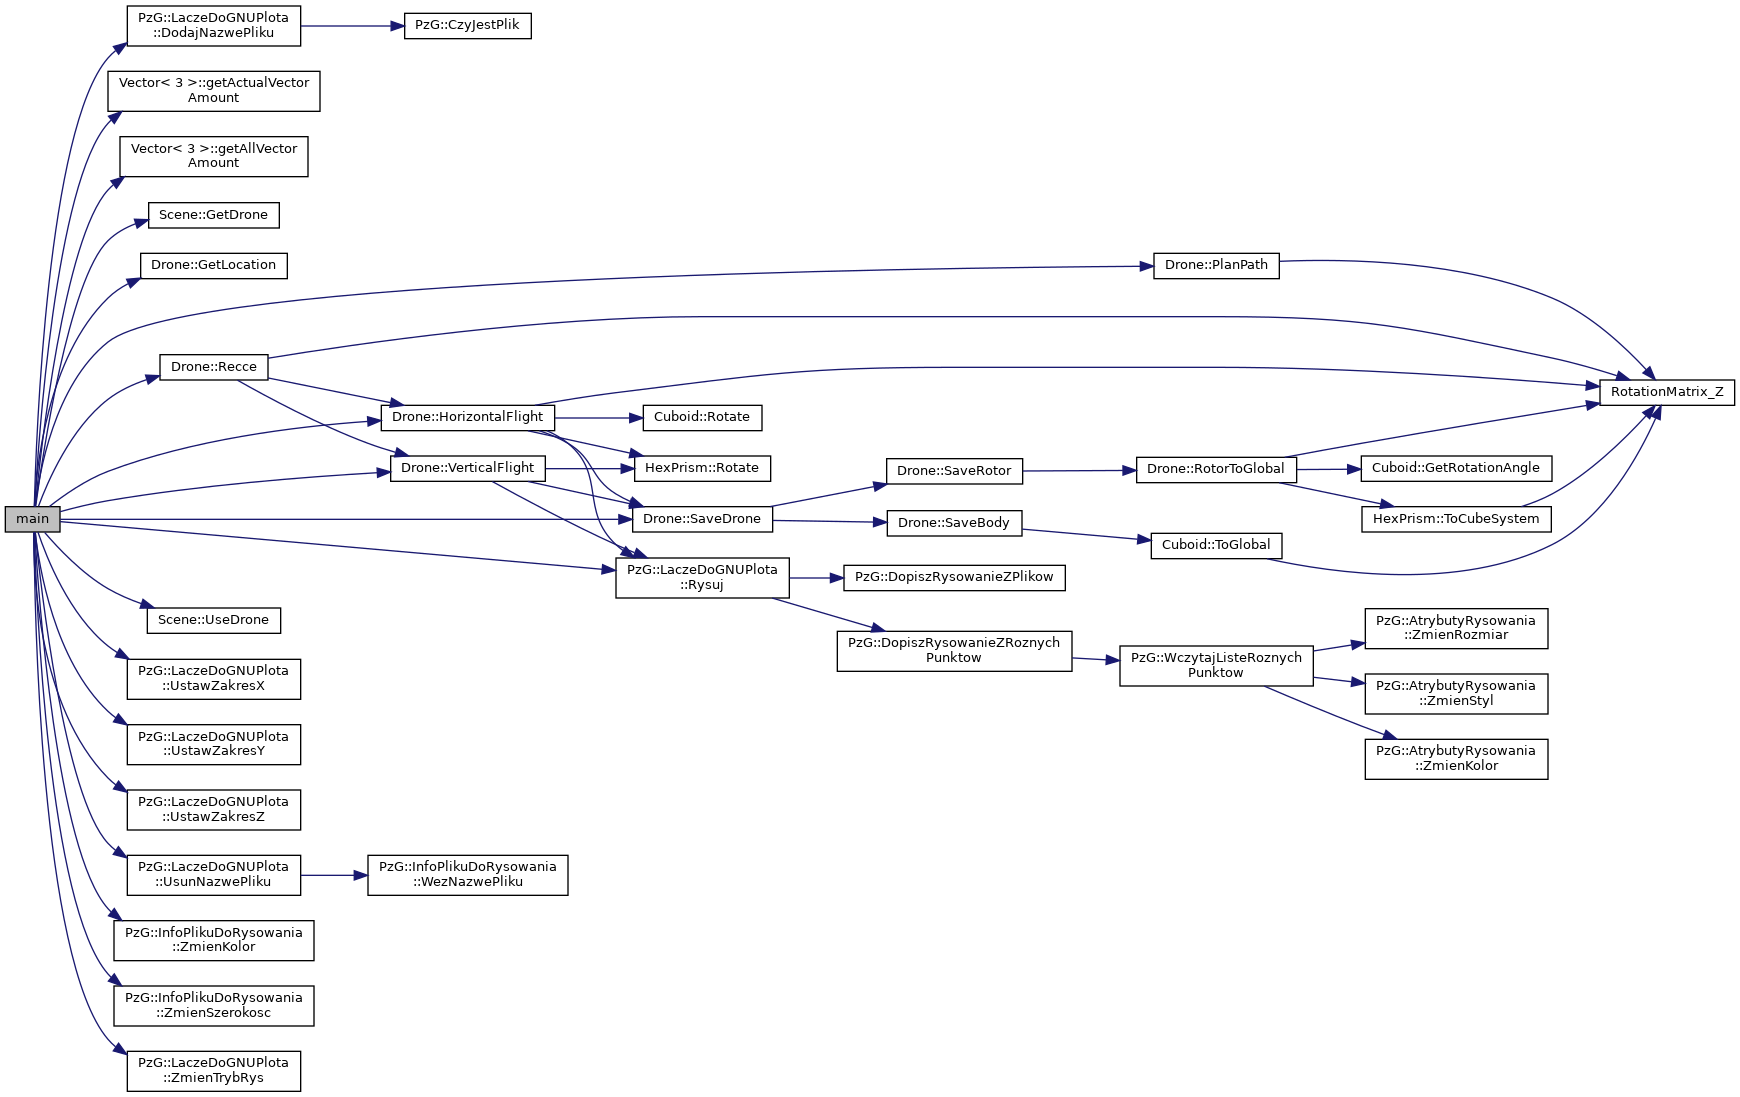 main
PzG::LaczeDoGNUPlota
::DodajNazwePliku
PzG::CzyJestPlik
Vector< 3 >::getActualVector
Amount
Vector< 3 >::getAllVector
Amount
Scene::GetDrone
Drone::GetLocation
Drone::PlanPath
Drone::Recce
RotationMatrix_Z
Drone::HorizontalFlight
Cuboid::Rotate
Drone::VerticalFlight
HexPrism::Rotate
Drone::SaveRotor
Drone::RotorToGlobal
Cuboid::GetRotationAngle
Drone::SaveDrone
Drone::SaveBody
HexPrism::ToCubeSystem
Cuboid::ToGlobal
PzG::LaczeDoGNUPlota
::Rysuj
PzG::DopiszRysowanieZPlikow
Scene::UseDrone
PzG::DopiszRysowanieZRoznych
Punktow
PzG::WczytajListeRoznych
Punktow
PzG::AtrybutyRysowania
::ZmienRozmiar
PzG::AtrybutyRysowania
::ZmienStyl
PzG::AtrybutyRysowania
::ZmienKolor
PzG::LaczeDoGNUPlota
::UstawZakresX
PzG::LaczeDoGNUPlota
::UstawZakresY
PzG::LaczeDoGNUPlota
::UstawZakresZ
PzG::LaczeDoGNUPlota
::UsunNazwePliku
PzG::InfoPlikuDoRysowania
::WezNazwePliku
PzG::InfoPlikuDoRysowania
::ZmienKolor
PzG::InfoPlikuDoRysowania
::ZmienSzerokosc
PzG::LaczeDoGNUPlota
::ZmienTrybRys